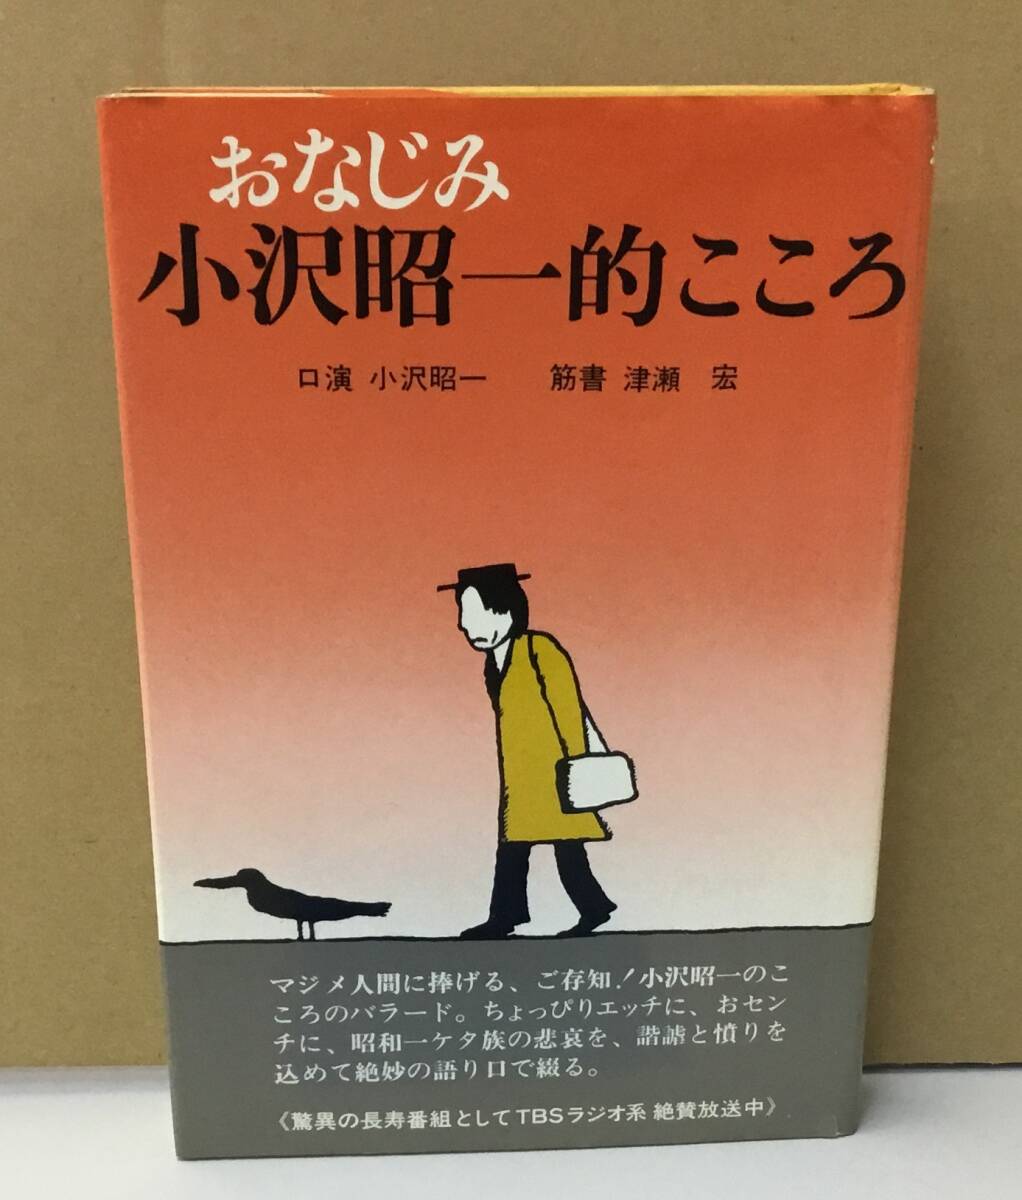 おなじみ
小沢昭一的こころ
口演 小沢昭一 筋書 津瀬 宏
マジメ人間に捧げる、ご存知！小沢昭一のこ
ころのバラード。ちょっぴりエッチに、おセン
チに、昭和一ケタ族の悲哀を、諧謔と憤りを
込めて絶妙の語り口で綴る。
《驚異の長寿番組としてTBSラジオ系 絶賛放送中》